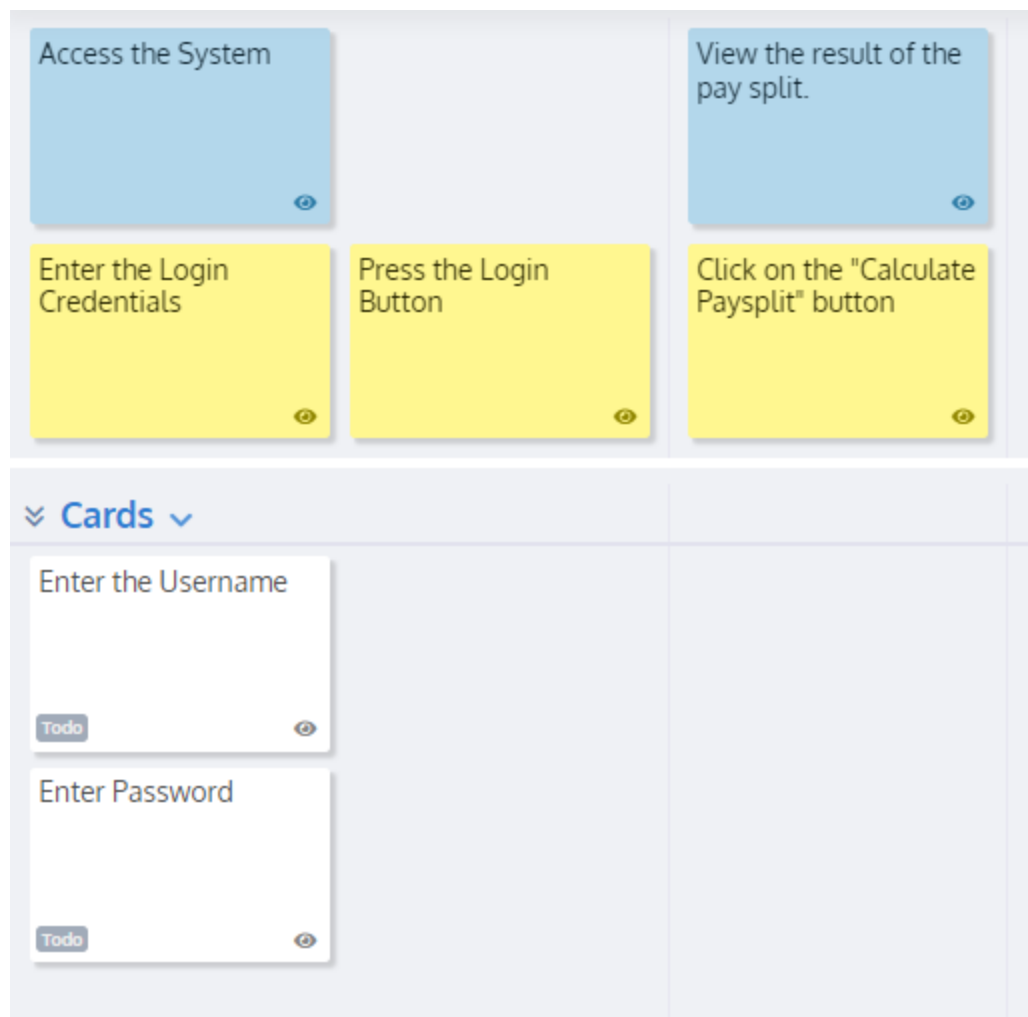 Access the System
View the result of the
pay split.
Enter the Login
Credentials
Press the Login
Button
Click on the "Calculate
Paysplit" button
Cards
Enter the Username
Todo
Enter Password
Todo